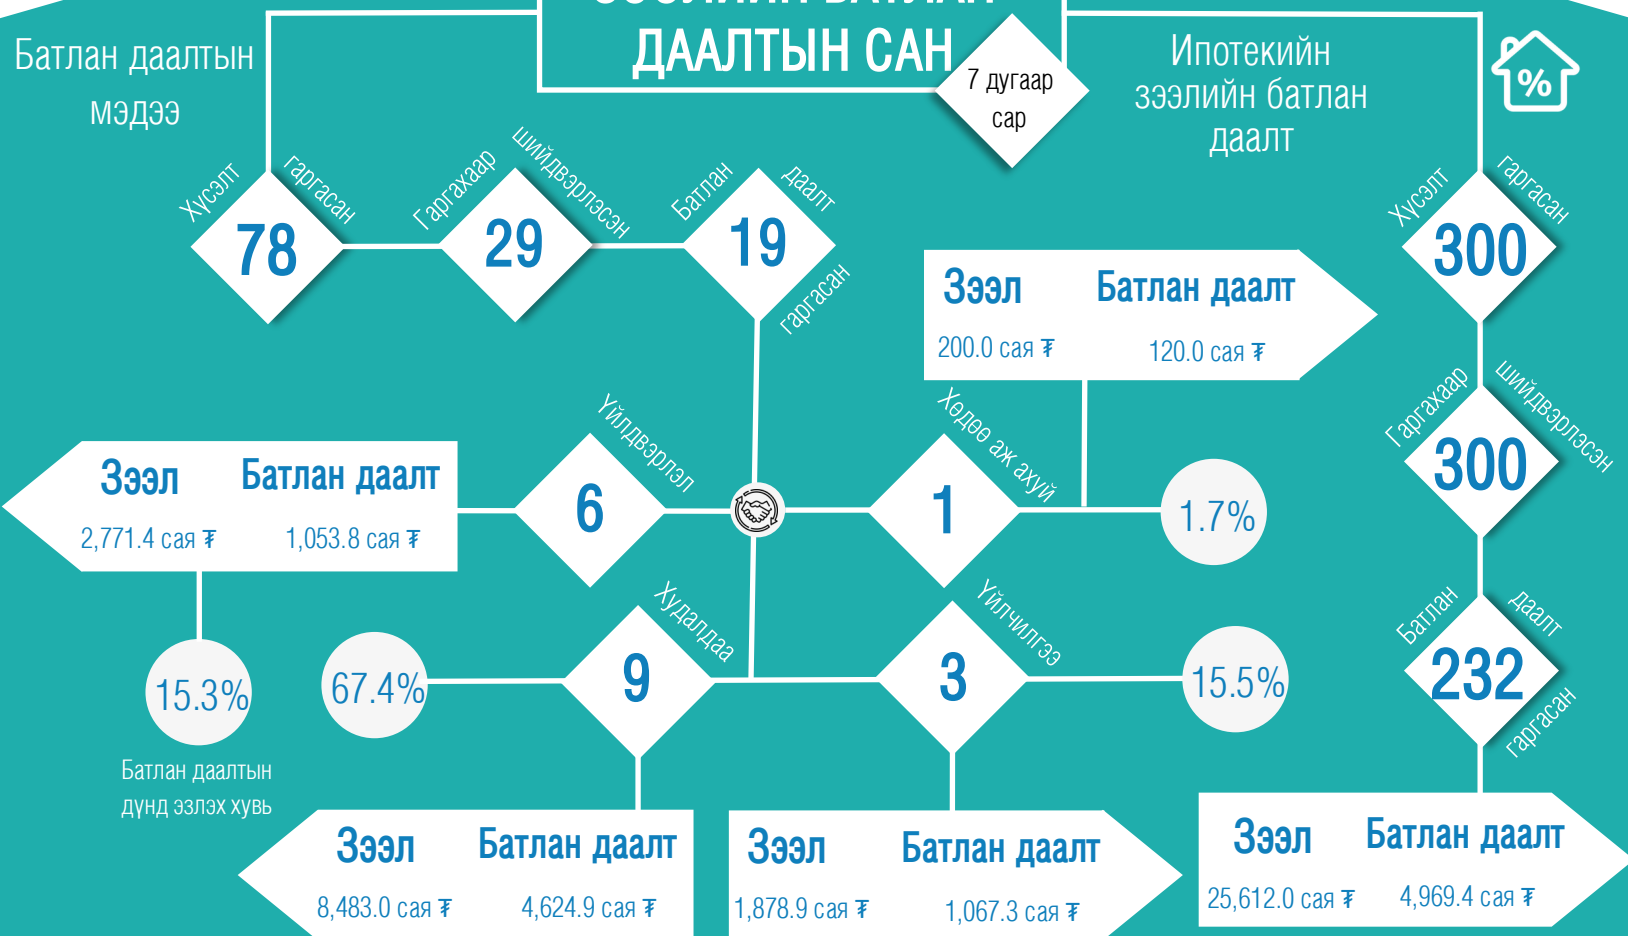 ЗЭЭЛИЙН БАТЛАН
ДААЛТЫН САН
7 дугаар
сар
Батлан даалтын
мэдээ
Ипотекийн
зээлийн батлан
даалт
%
Хүсэлт
гаргасан
78
Гаргахаар
шийдвэрлэсэн
29
Батлан
даалт
19
гаргасан
Хүсэлт
гаргасан
300
Гаргахаар
шийдвэрлэсэн
300
Батлан
даалт
232
гаргасан
Зээл Батлан даалт
200.0 сая ₮ 120.0 сая ₮
Хөдөө аж ахуй
1
1.7%
Үйлдвэрлэл
6
Зээл Батлан даалт
2,771.4 сая ₮ 1,053.8 сая ₮
15.3%
Батлан даалтын
дүнд эзлэх хувь
67.4%
Худалдаа
9
Үйлчилгээ
3
15.5%
Зээл Батлан даалт
8,483.0 сая ₮ 4,624.9 сая ₮
Зээл Батлан даалт
1,878.9 сая ₮ 1,067.3 сая ₮
Зээл Батлан даалт
25,612.0 сая ₮ 4,969.4 сая ₮